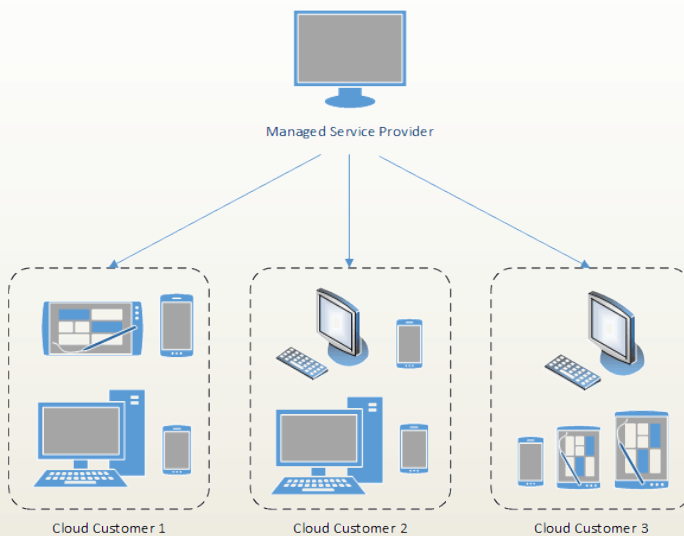 Managed Service Provider
Cloud Customer 1
Cloud Customer 2
Cloud Customer 3